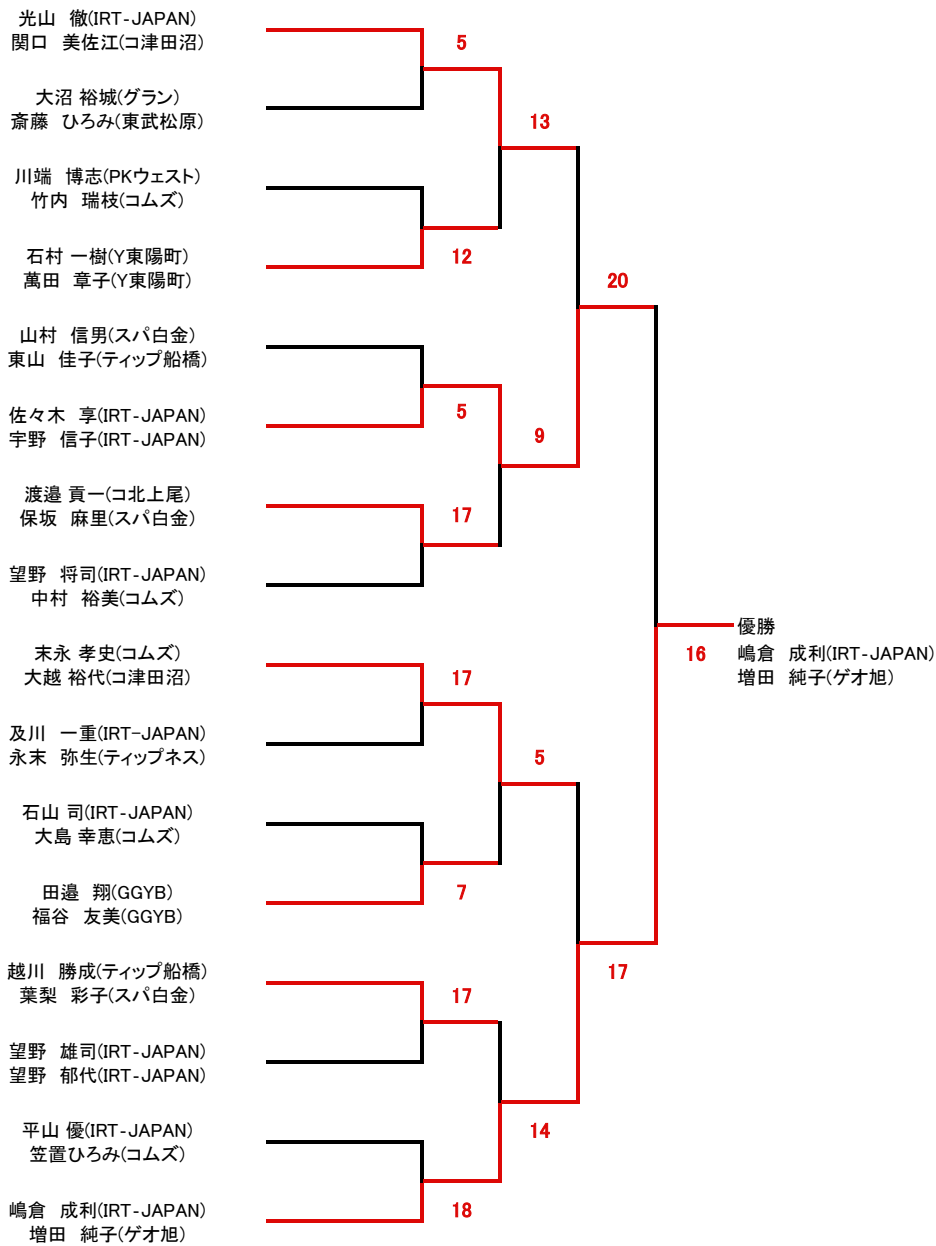 光山　徹(IRT-JAPAN)
関口　美佐江(コ津田沼)
5
大沼 裕城(グラン)
斎藤　ひろみ(東武松原)
13
川端　博志(PKウェスト)
竹内　瑞枝(コムズ)
12
石村 一樹(Y東陽町)
萬田　章子(Y東陽町)
20
山村　信男(スパ白金)
東山　佳子(ティップ船橋)
5
佐々木　享(IRT-JAPAN)
宇野　信子(IRT-JAPAN)
9
渡邉 貢一(コ北上尾)
保坂　麻里(スパ白金)
17
望野　将司(IRT-JAPAN)
中村　裕美(コムズ)
優勝
16
嶋倉　成利(IRT-JAPAN)
増田　純子(ゲオ旭)
末永 孝史(コムズ)
大越 裕代(コ津田沼)
17
及川　一重(IRT-JAPAN)
永末　弥生(ティップネス)
5
石山 司(IRT-JAPAN)
大島 幸恵(コムズ)
7
田邉　翔(GGYB)
福谷　友美(GGYB)
17
越川　勝成(ティップ船橋)
葉梨　彩子(スパ白金)
17
望野　雄司(IRT-JAPAN)
望野　郁代(IRT-JAPAN)
14
平山 優(IRT-JAPAN)
笠置ひろみ(コムズ)
18
嶋倉　成利(IRT-JAPAN)
増田　純子(ゲオ旭)